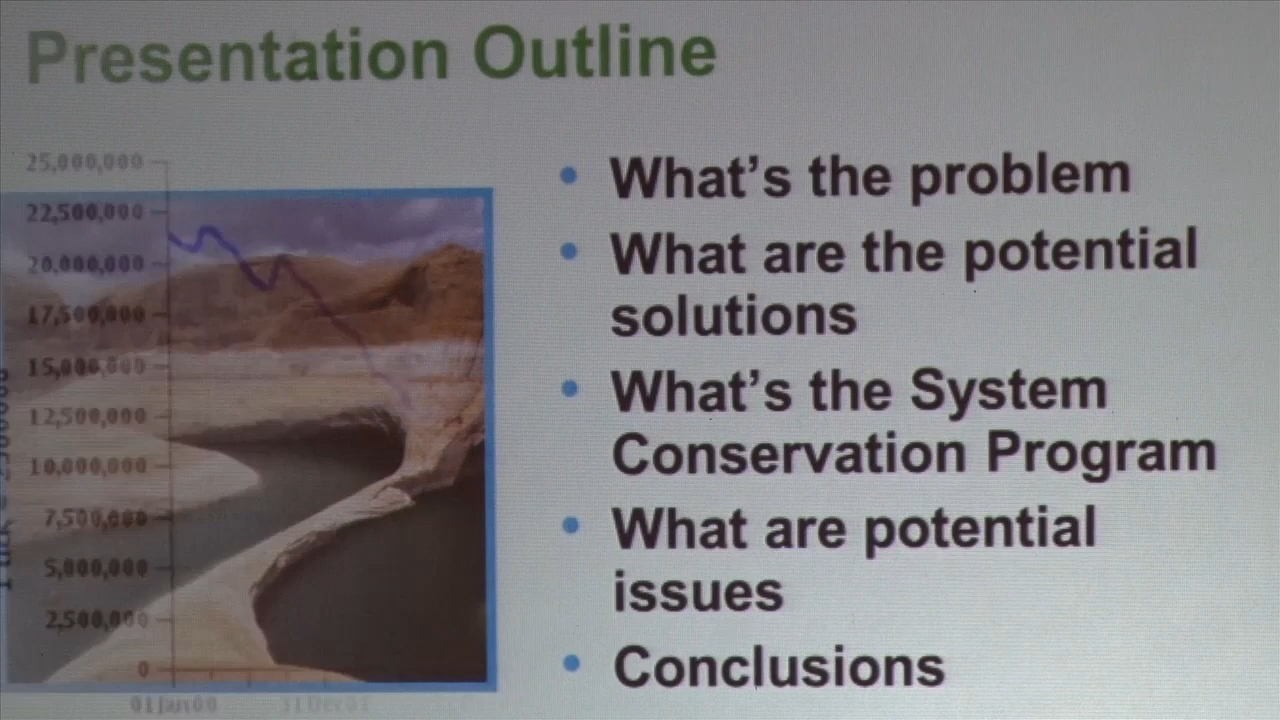 Presentation Outline
25,000,000
22,500,000
20,000,000
17,500,000
15,000,000
12,500,000
10,000,000
7,500,000
5,000,000
2,500,000
0
01Jan00
• What's the problem
• What are the potential
solutions
• What's the System
Conservation Program
• What are potential
issues
• Conclusions